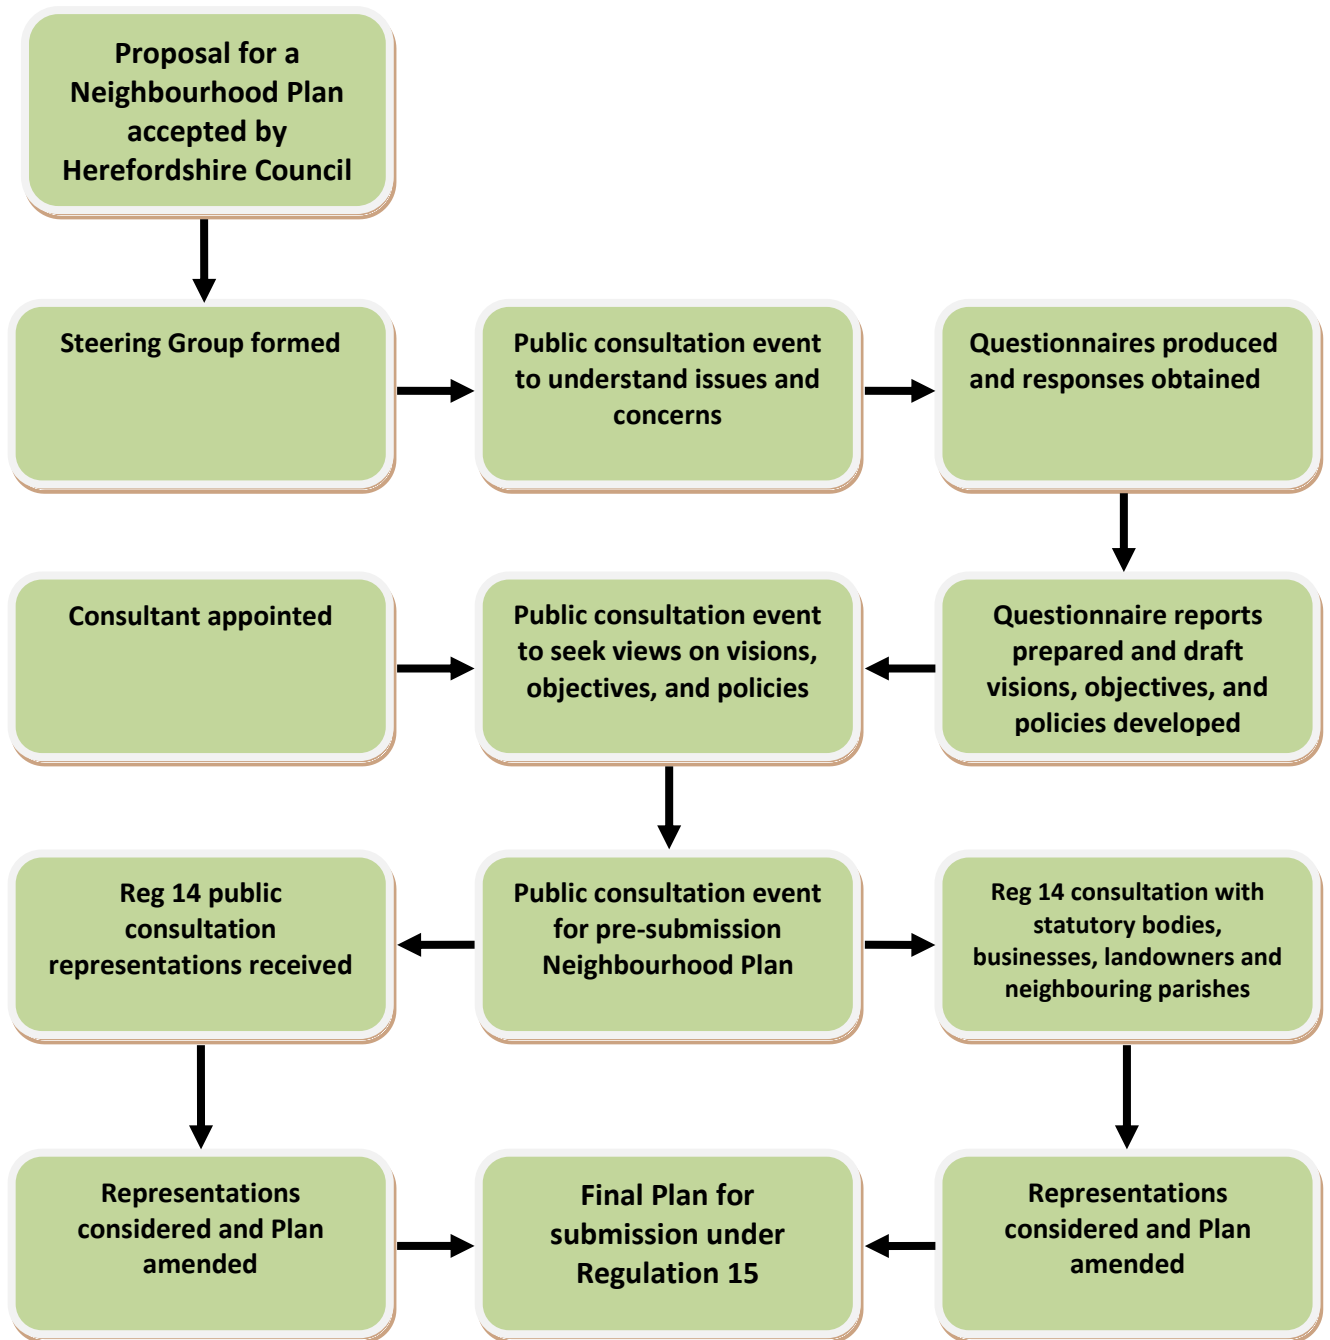 Proposal for a
Neighbourhood Plan
accepted by
Herefordshire Council
Steering Group formed
Public consultation event
to understand issues and
concerns
Questionnaires produced
and responses obtained
Consultant appointed
Public consultation event
to seek views on visions,
objectives, and policies
Questionnaire reports
prepared and draft
visions, objectives, and
policies developed
Reg 14 public
consultation
representations received
Public consultation event
for pre-submission
Neighbourhood Plan
Reg 14 consultation with
statutory bodies,
businesses, landowners and
neighbouring parishes
Representations
considered and Plan
amended
Final Plan for
submission under
Regulation 15
Representations
considered and Plan
amended